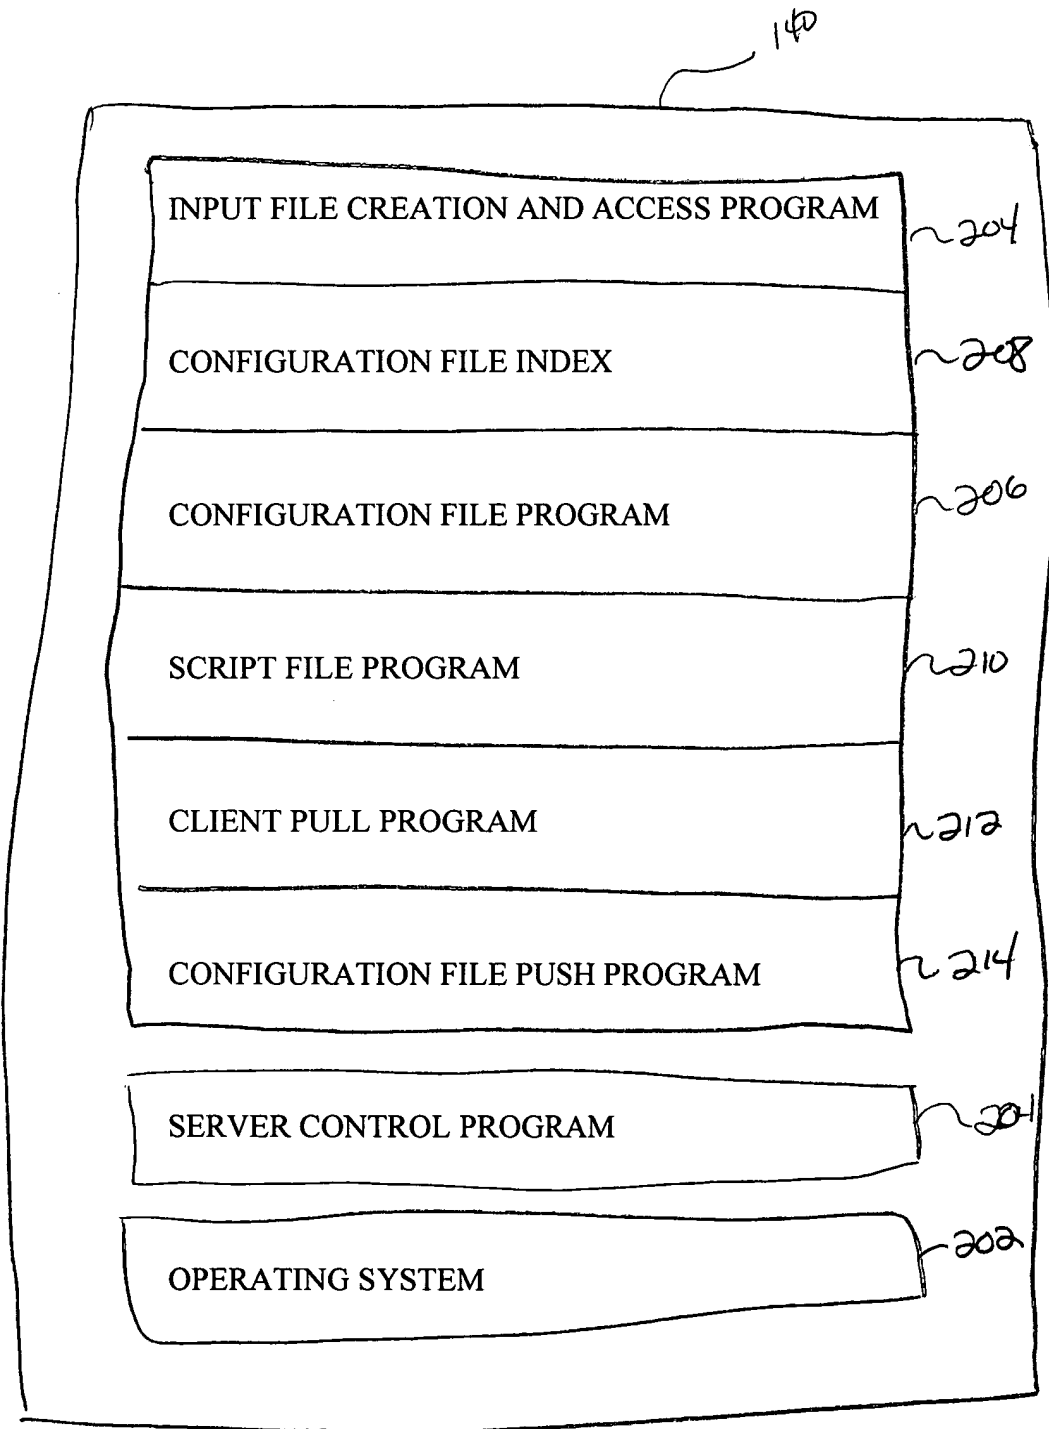 140
INPUT FILE CREATION AND ACCESS PROGRAM
204
CONFIGURATION FILE INDEX
208
CONFIGURATION FILE PROGRAM
206
SCRIPT FILE PROGRAM
210
CLIENT PULL PROGRAM
212
CONFIGURATION FILE PUSH PROGRAM
214
SERVER CONTROL PROGRAM
201
OPERATING SYSTEM
202